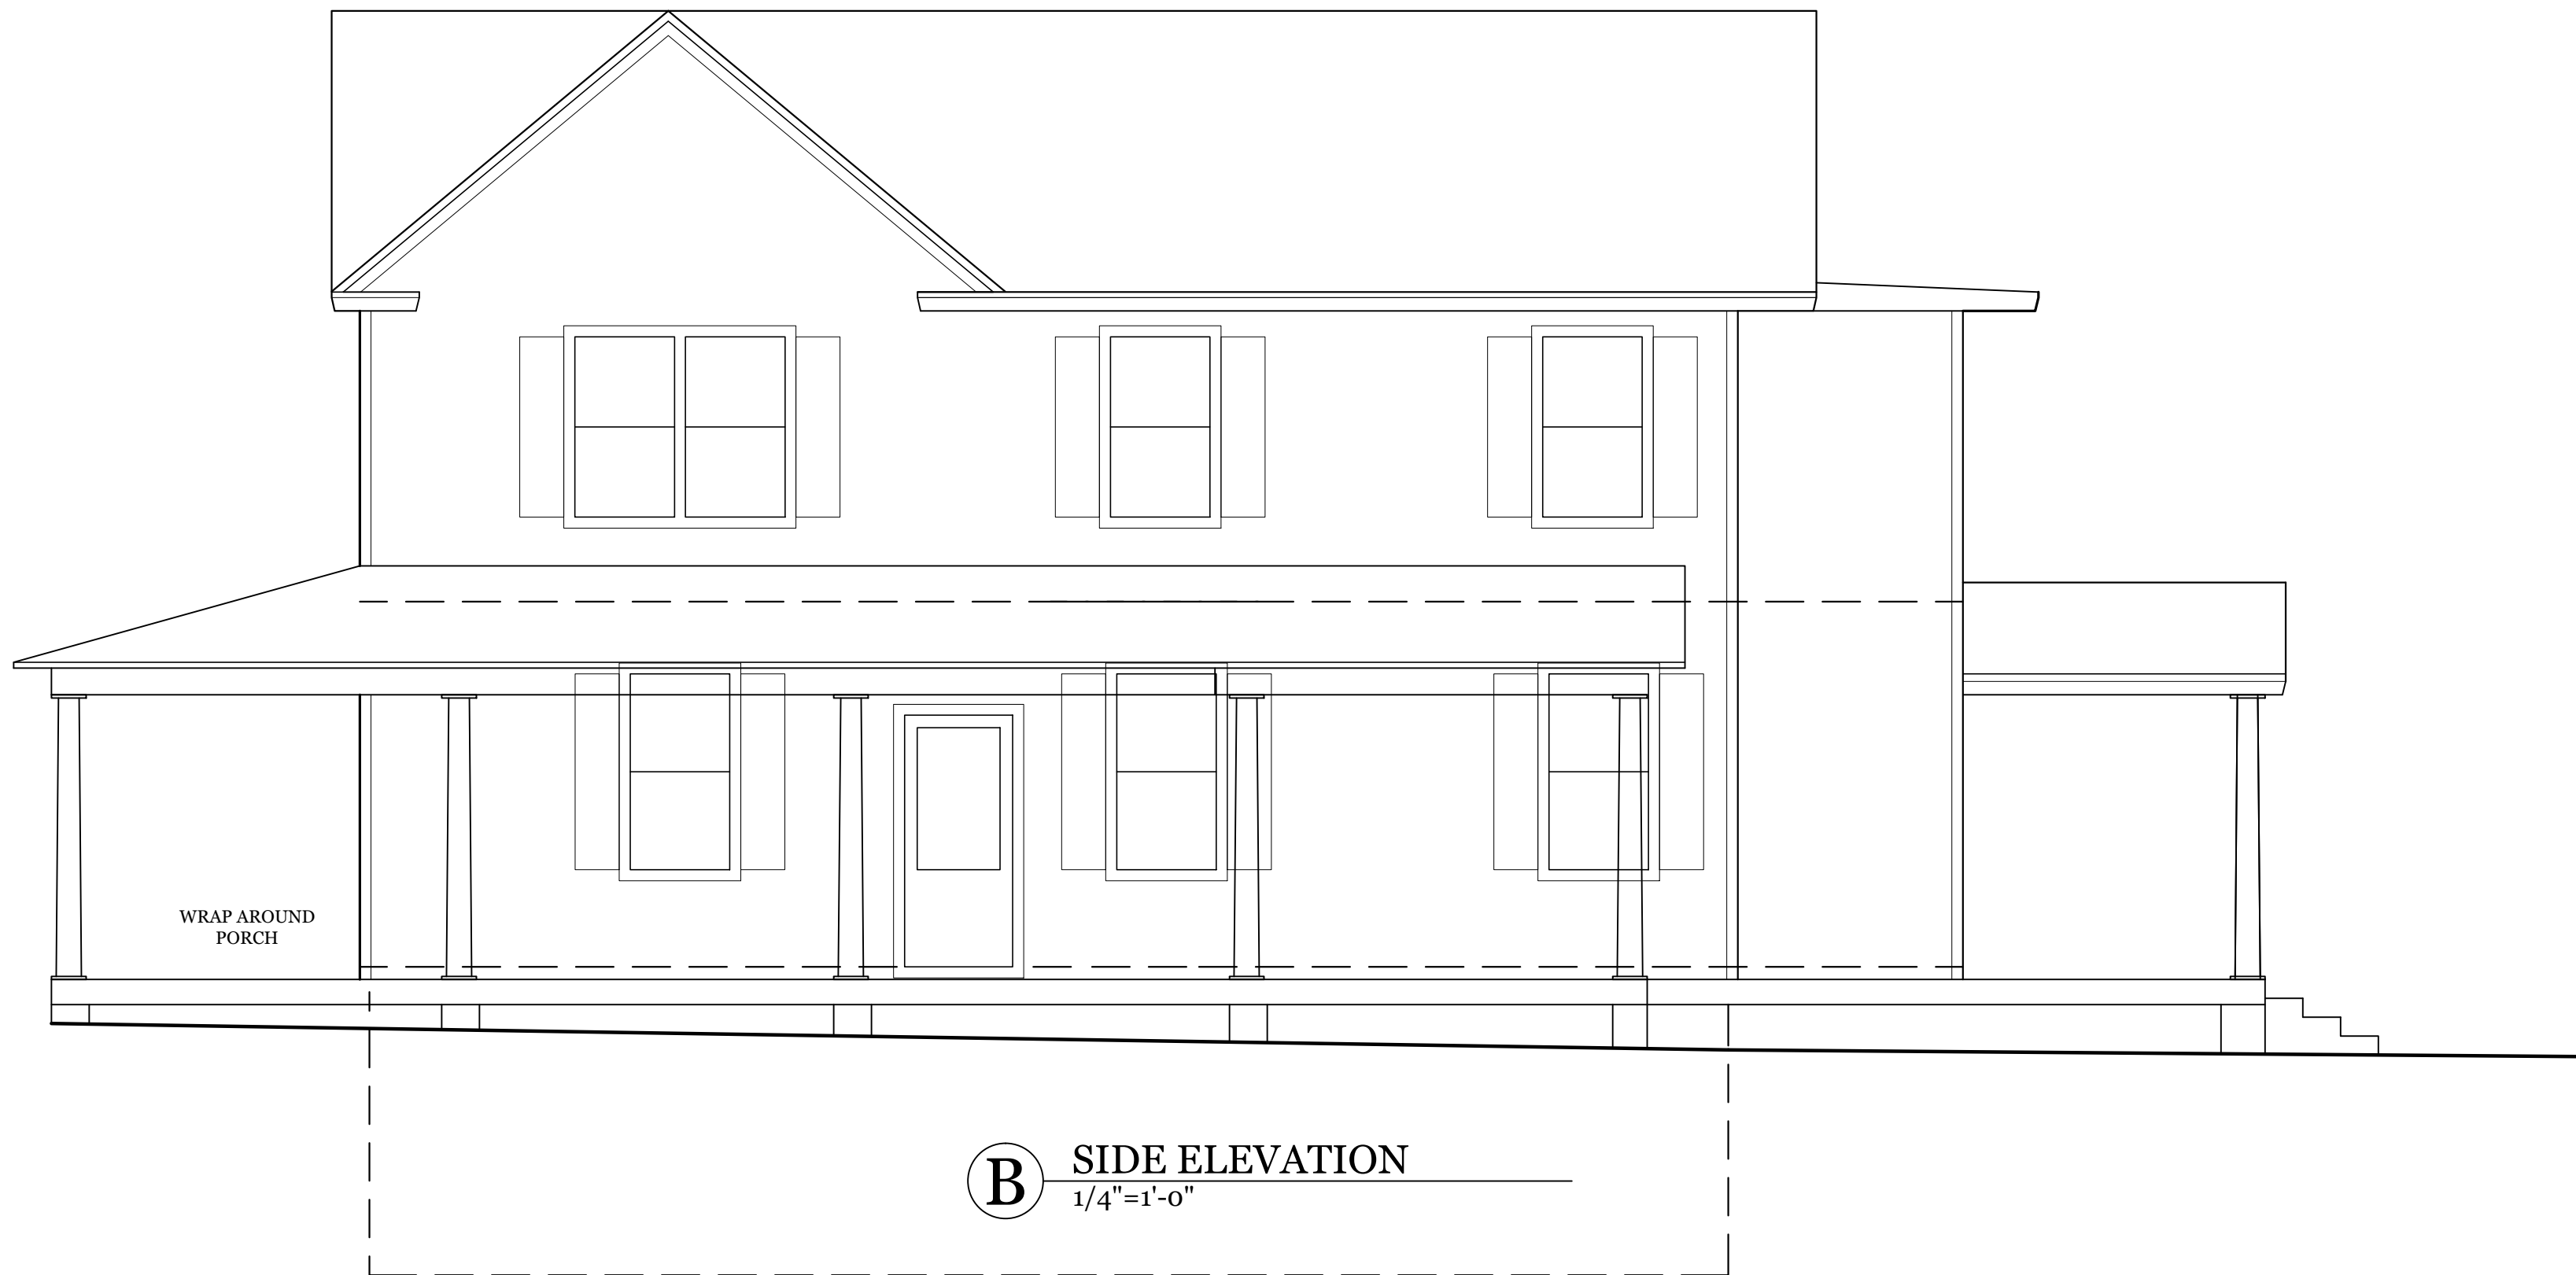 WRAP AROUND
PORCH
B
SIDE ELEVATION
1/4"=1'-0"